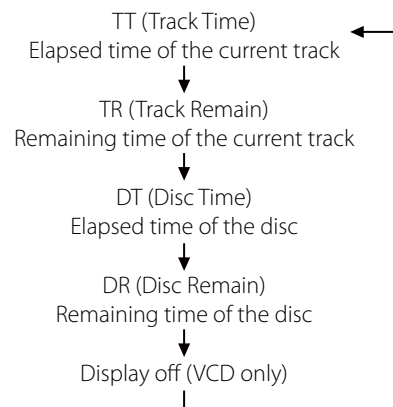 TT (Track Time)
Elapsed time of the current track
TR (Track Remain)
Remaining time of the current track
DT (Disc Time)
Elapsed time of the disc
DR (Disc Remain)
Remaining time of the disc
Display off (VCD only)